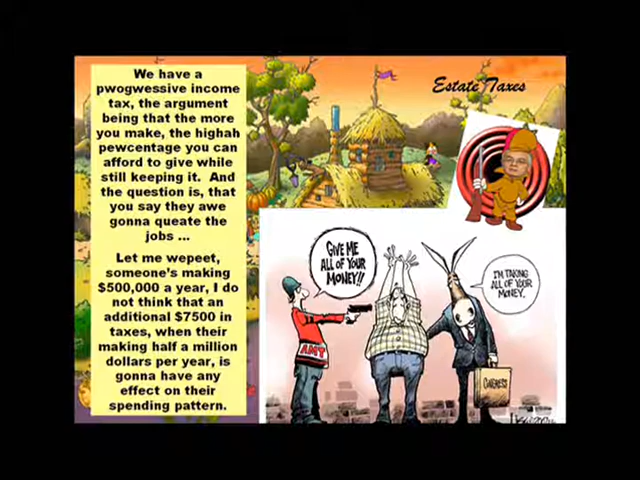 We have a
pwogwessive income
tax, the argument
being that the more
you make, the highah
pewcentage you can
afford to give while
still keeping it. And
the question is, that
you say they awe
gonna queate the
jobs ...
Let me wepeet,
someone's making
$500,000 a year, I do
not think that an
additional $7500 in
taxes, when their
making half a million
dollars per year, is
gonna have any
effect on their
spending pattern.
Estate Taxes
GIVE ME
ALL OF YOUR
MONEY!!
I'M TAKING
ALL OF YOUR
MONEY.
AMT
CONGRESS